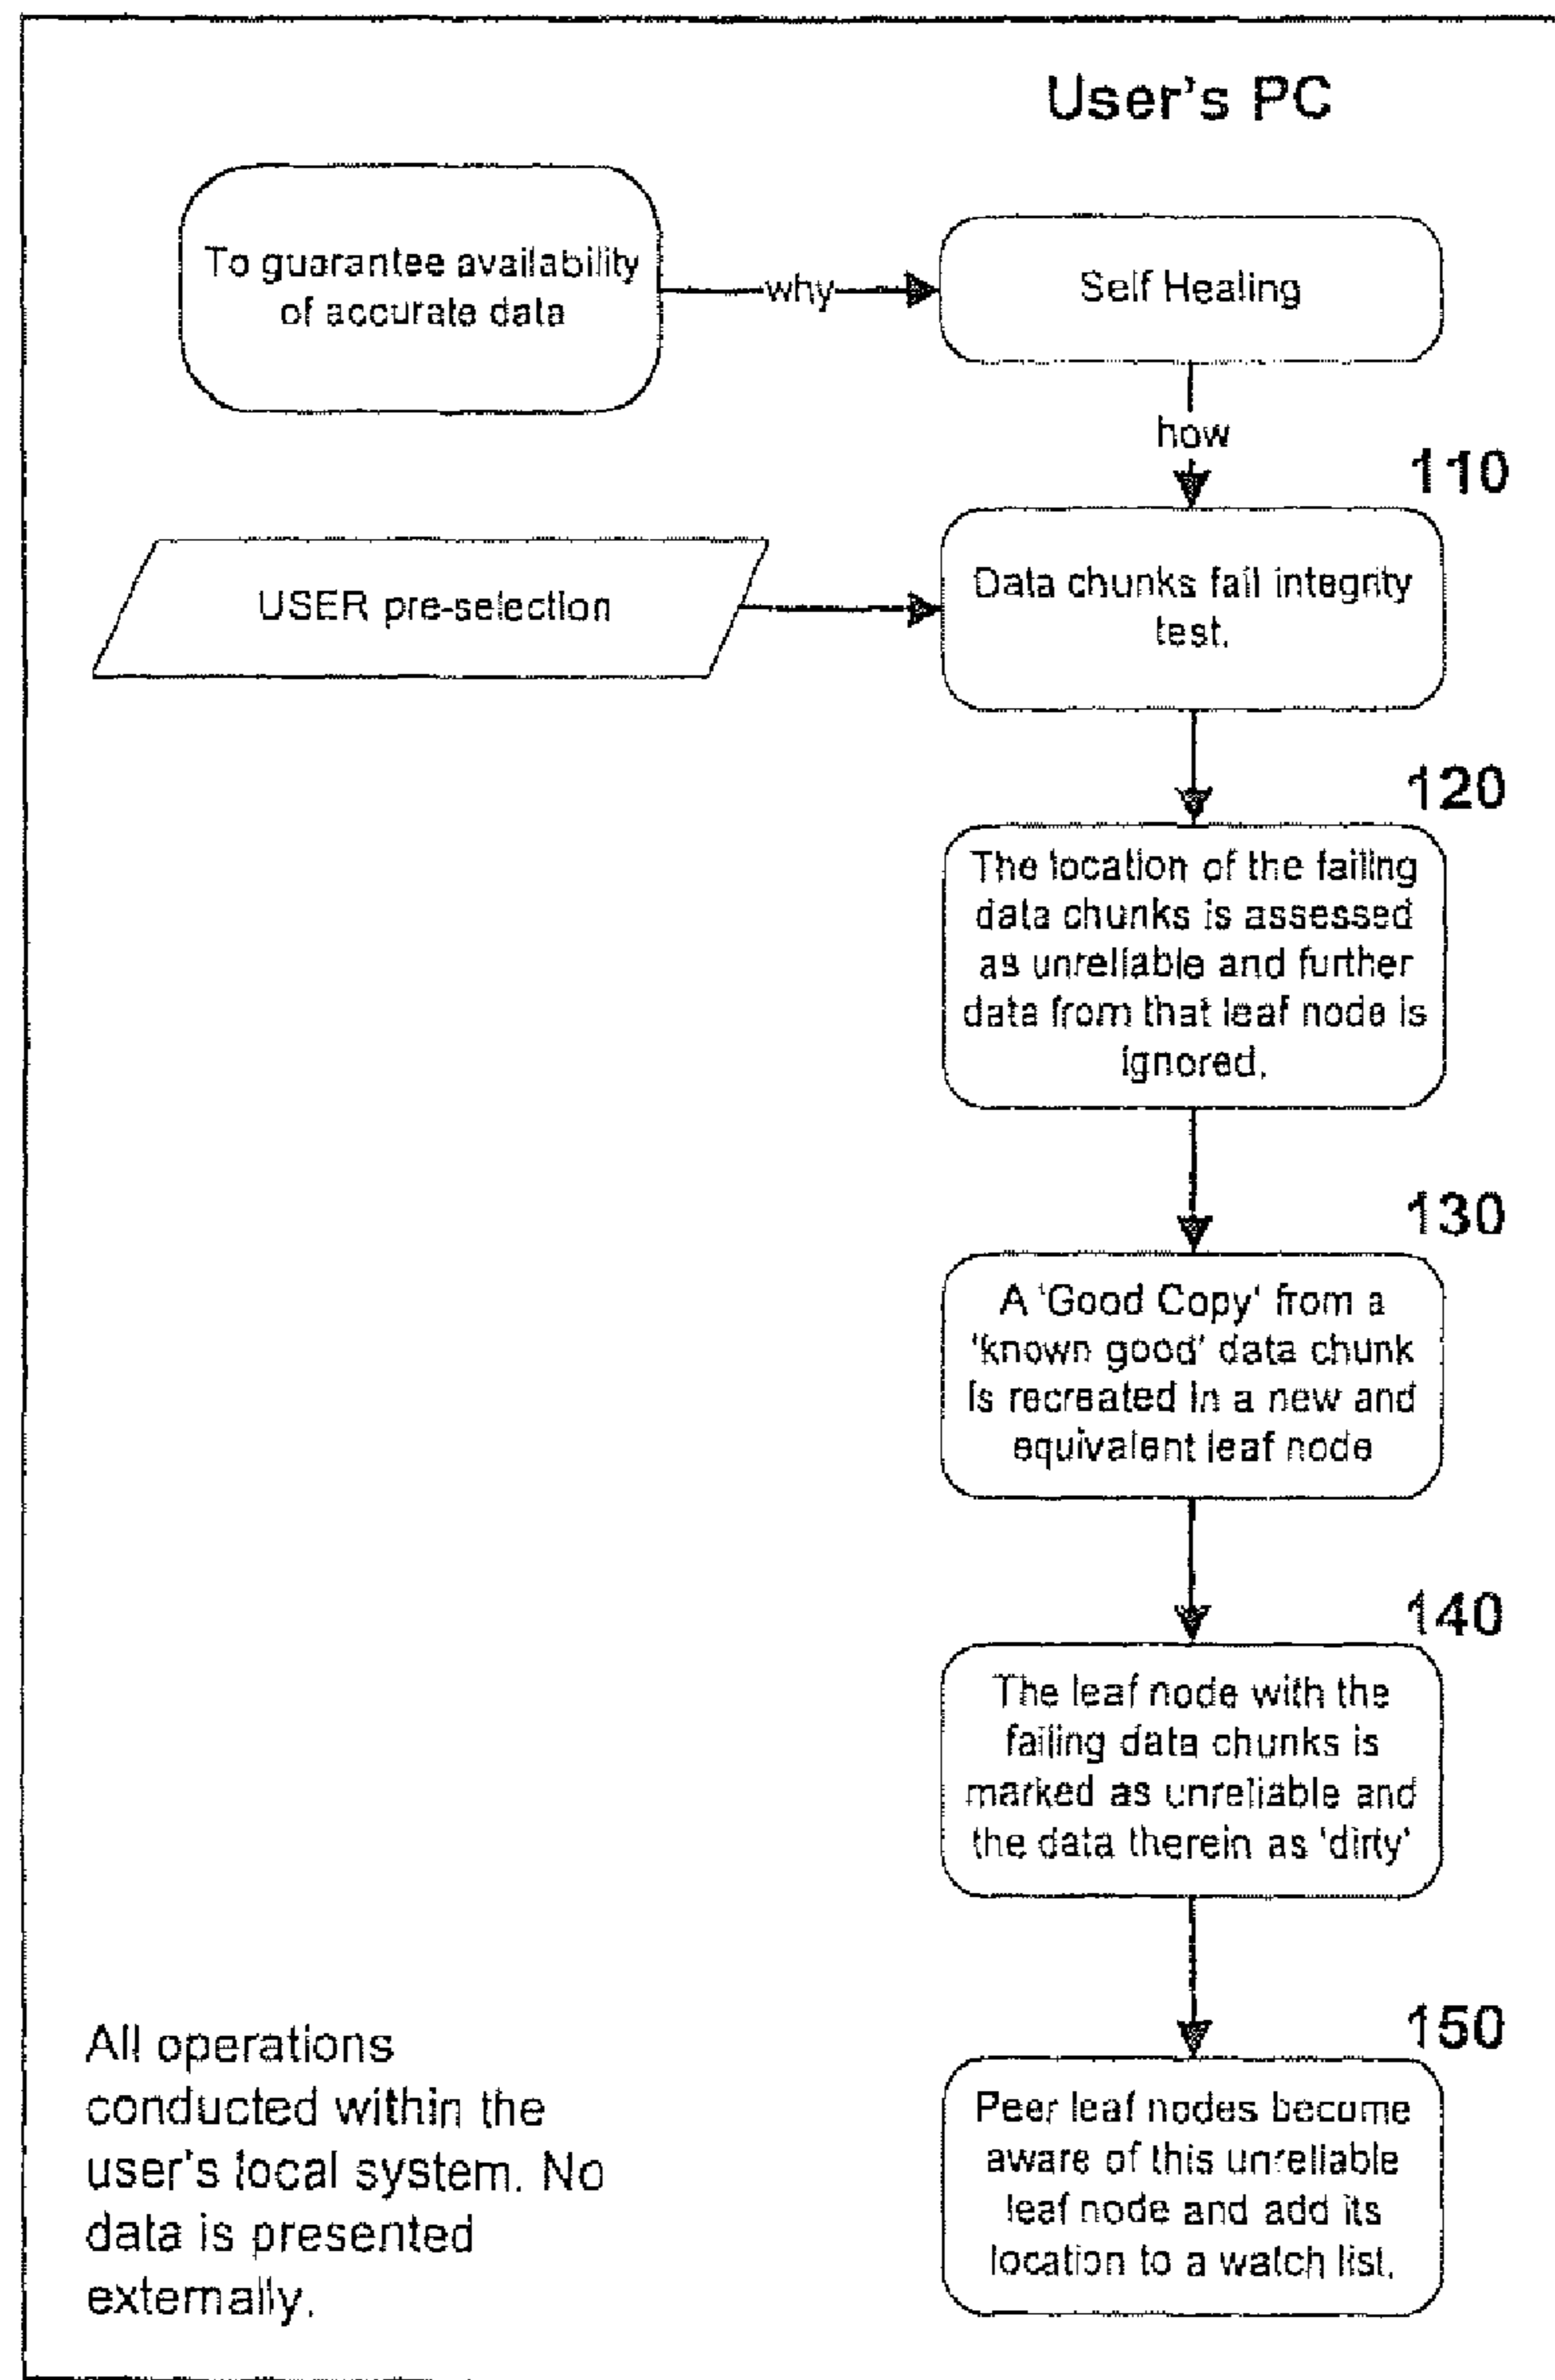 User's PC
To guarantee availability
of accurate data
why
Self Healing
how
110
USER pre-selection
Data chunks fail integrity
test.
120
The location of the failing
data chunks is assessed
as unreliable and further
data from that leaf node is
ignored.
130
A 'Good Copy' from a
'known good' data chunk
is recreated in a new and
equivalent leaf node
140
The leaf node with the
failing data chunks is
marked as unreliable and
the data therein as 'dirty'
150
Peer leaf nodes become
aware of this unreliable
leaf node and add its
location to a watch list.
All operations
conducted within the
user's local system. No
data is presented
externally.